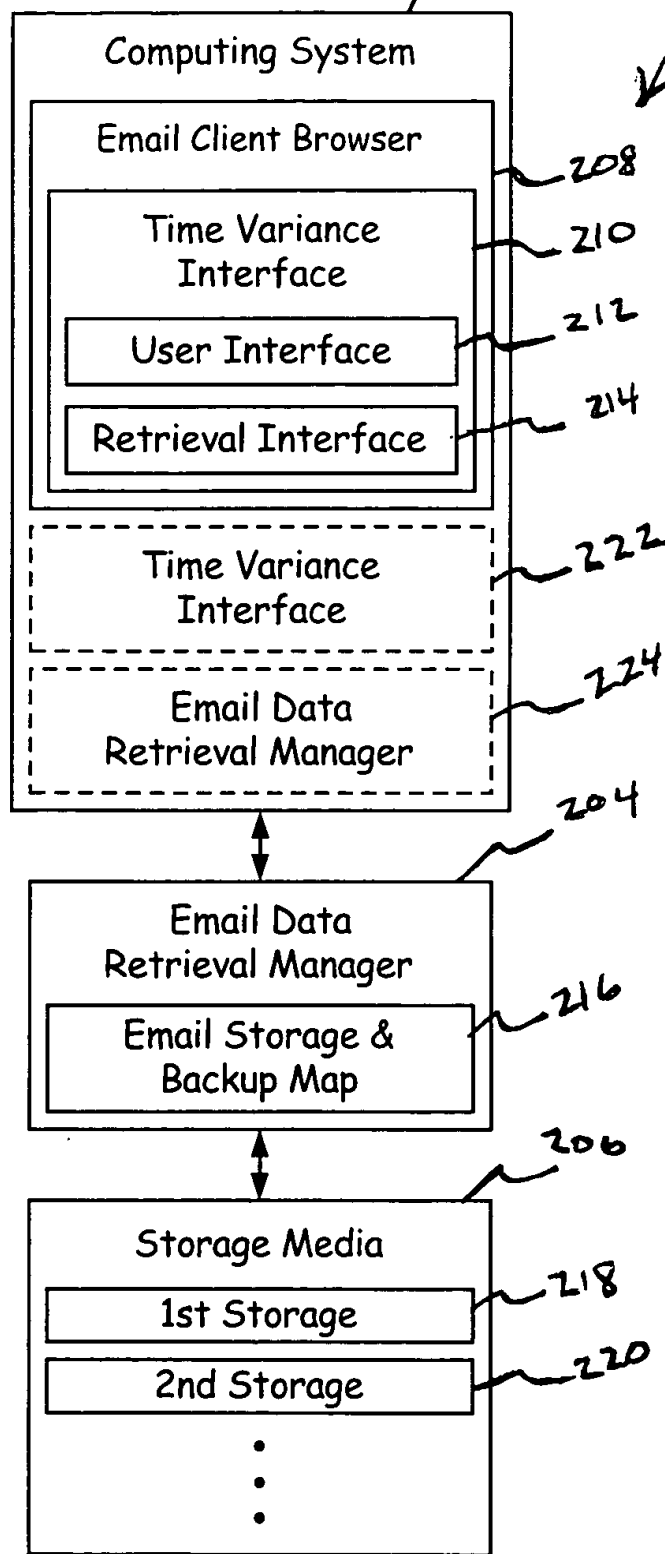 Computing System
Email Client Browser
208
Time Variance
Interface
210
User Interface
212
Retrieval Interface
214
Time Variance
Interface
222
Email Data
Retrieval Manager
224
204
Email Data
Retrieval Manager
Email Storage &
Backup Map
216
206
Storage Media
1st Storage
218
2nd Storage
220